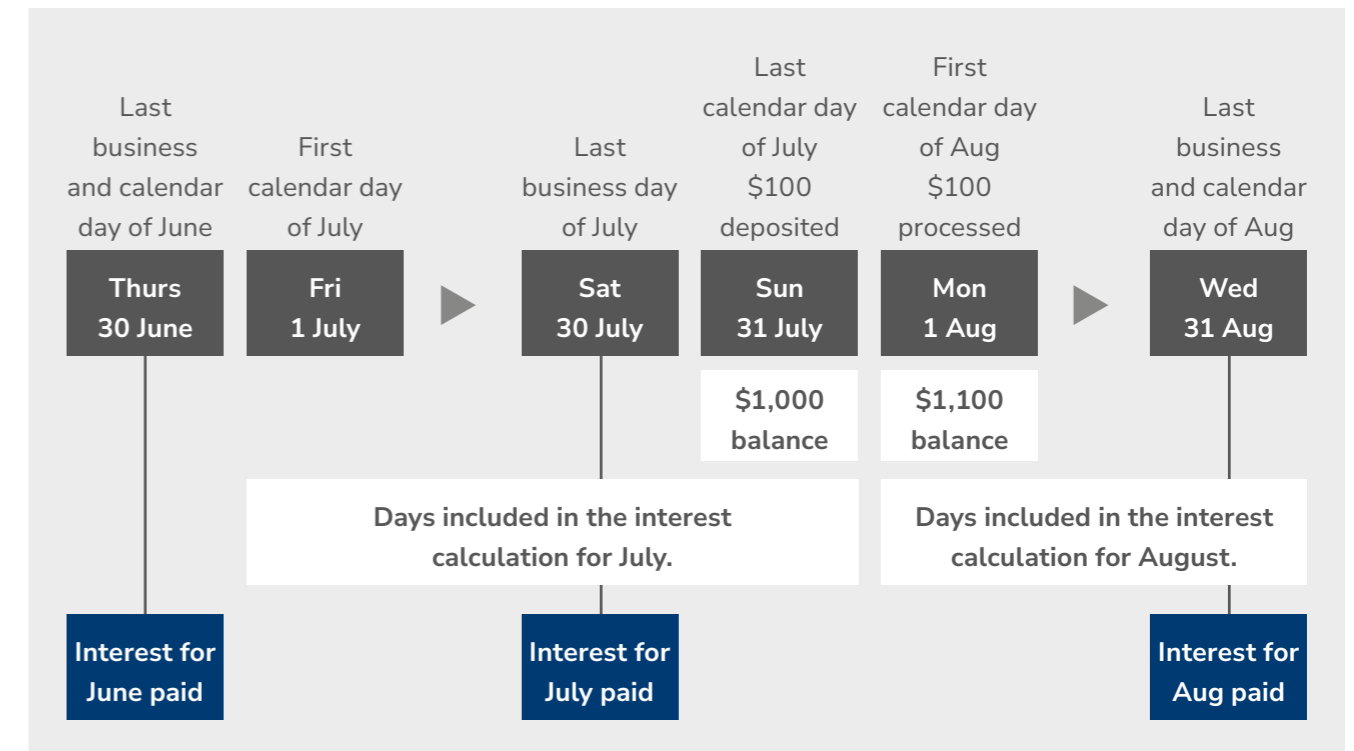 Last
business
and calendar
day of June
First
calendar day
of July
Last
business day
of July
Last
calendar day
of July
$100
deposited
First
calendar day
of Aug
$100
processed
Last
business
and calendar
day of Aug
Thurs
30 June
Fri
1 July
Sat
30 July
Sun
31 July
Mon
1 Aug
Wed
31 Aug
$1,000
balance
$1,100
balance
Days included in the interest
calculation for July.
Days included in the interest
calculation for August.
Interest for
June paid
Interest for
July paid
Interest for
Aug paid